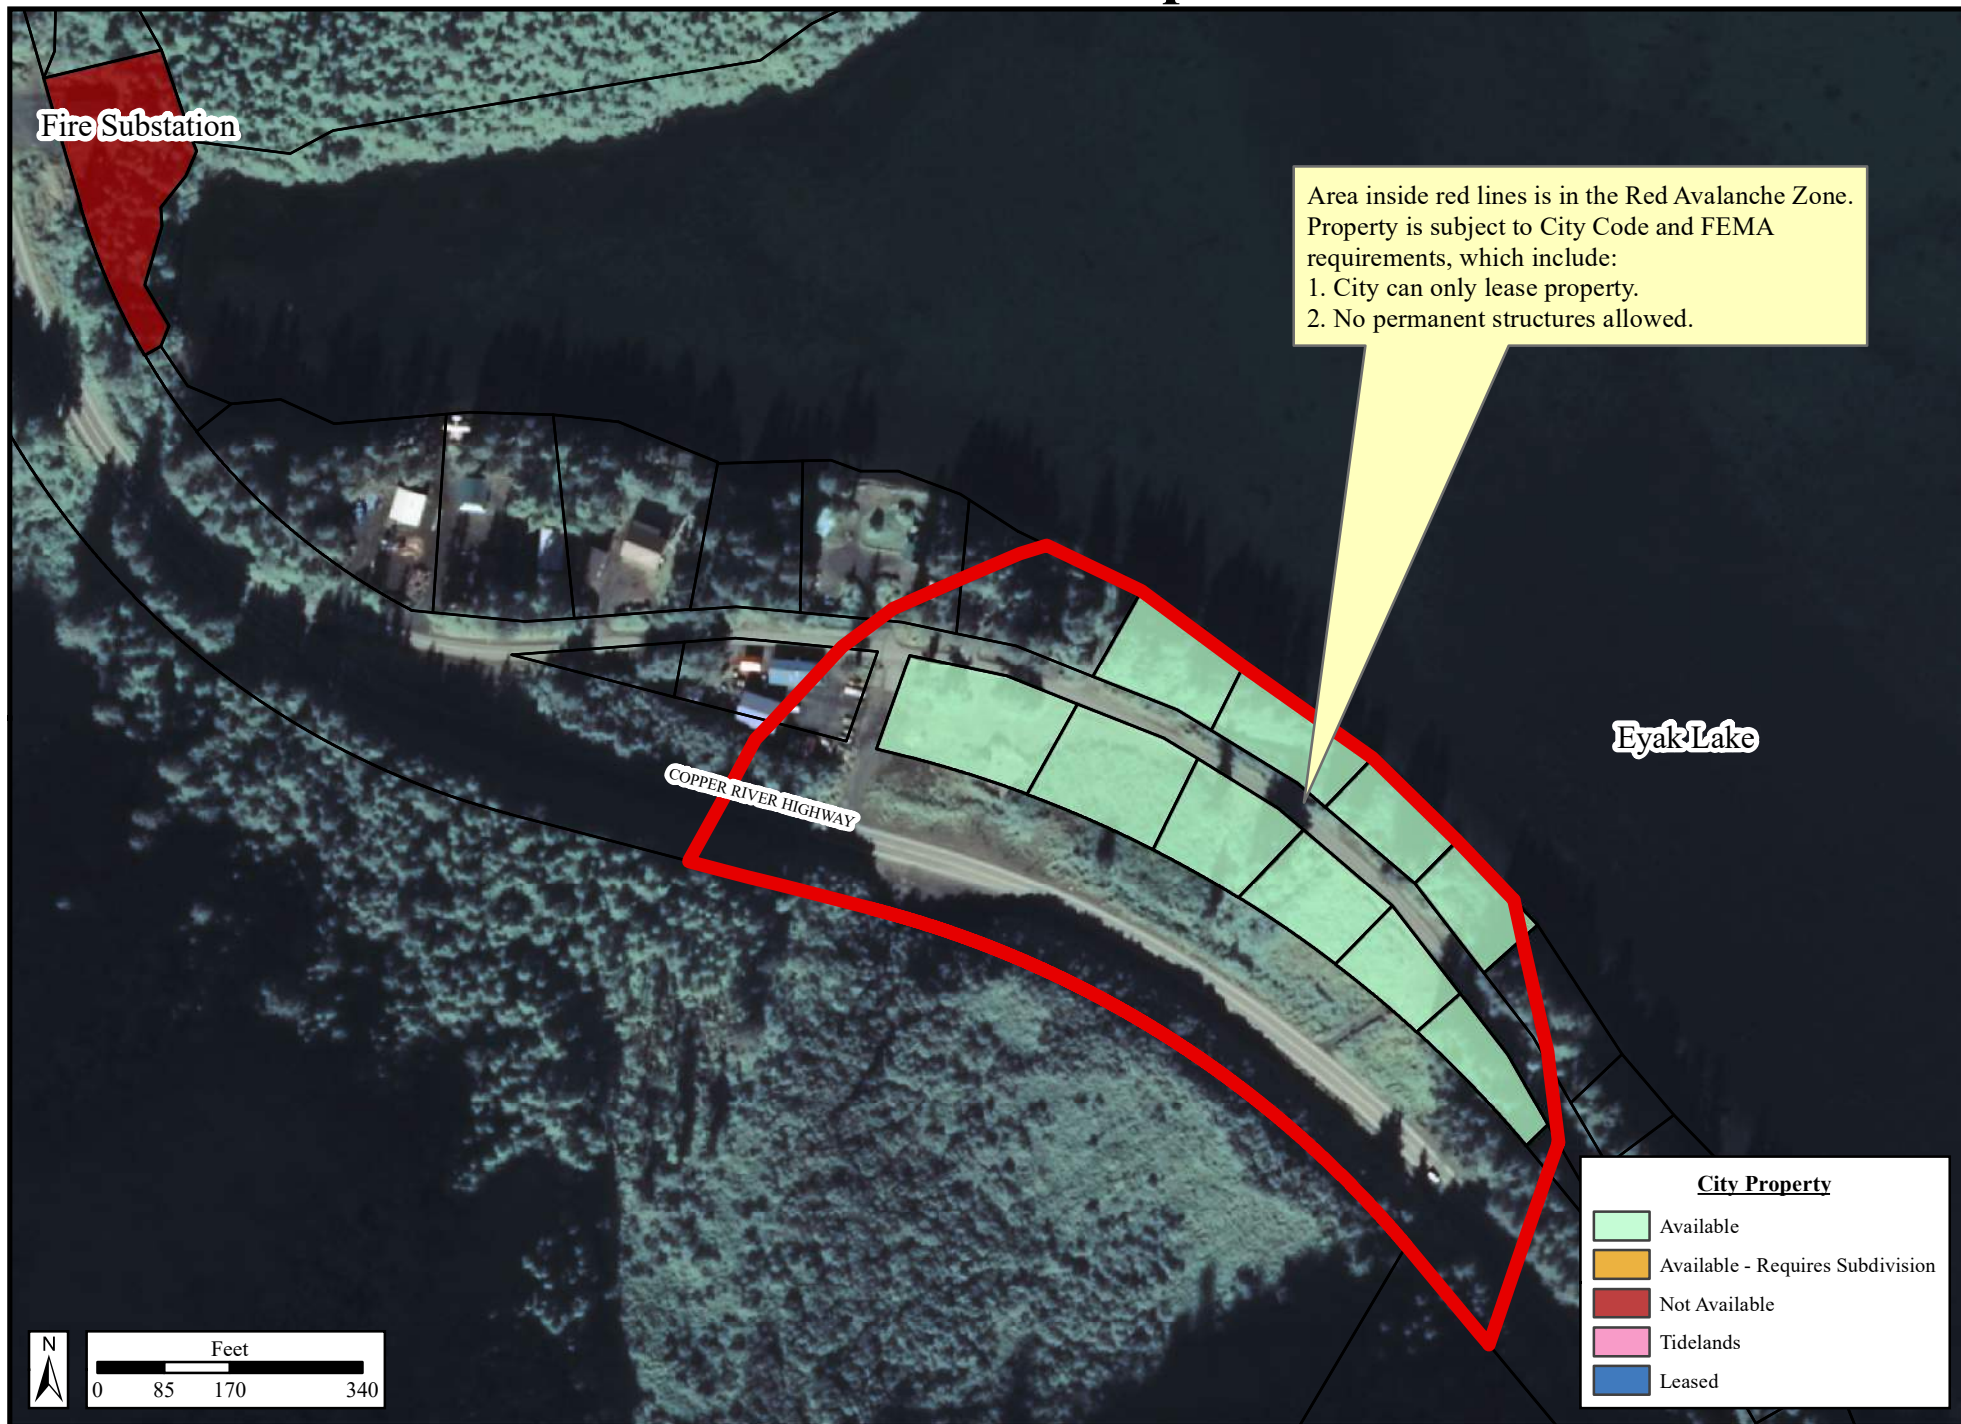 Fire Substation
Area inside red lines is in the Red Avalanche Zone.
Property is subject to City Code and FEMA
requirements, which include:
1. City can only lease property.
2. No permanent structures allowed.
Eyak Lake
COPPER RIVER HIGHWAY
City Property
Available
Available - Requires Subdivision
Not Available
Tidelands
Leased
N
Feet
0 85 170 340